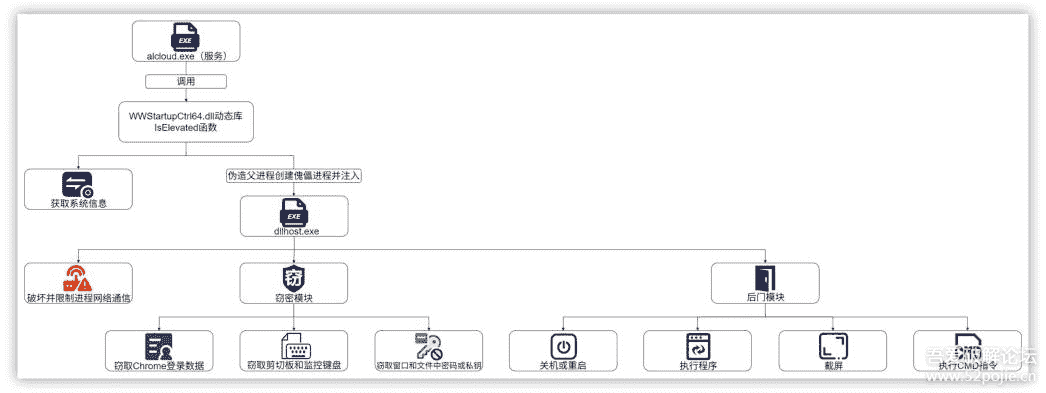 EXE
alcloud.exe（服务）
调用
WWStartupCtrl64.dll动态库
IsElevated函数
获取系统信息
伪造父进程创建傀儡进程并注入
EXE
dllhost.exe
破坏并限制进程网络通信
窃
窃密模块
后门模块
窃取Chrome登录数据
窃取剪切板和监控键盘
窃取窗口和文件中密码或私钥
关机或重启
执行程序
截屏
执行CMD指令
吾爱破解论坛
www.52pojie.cn